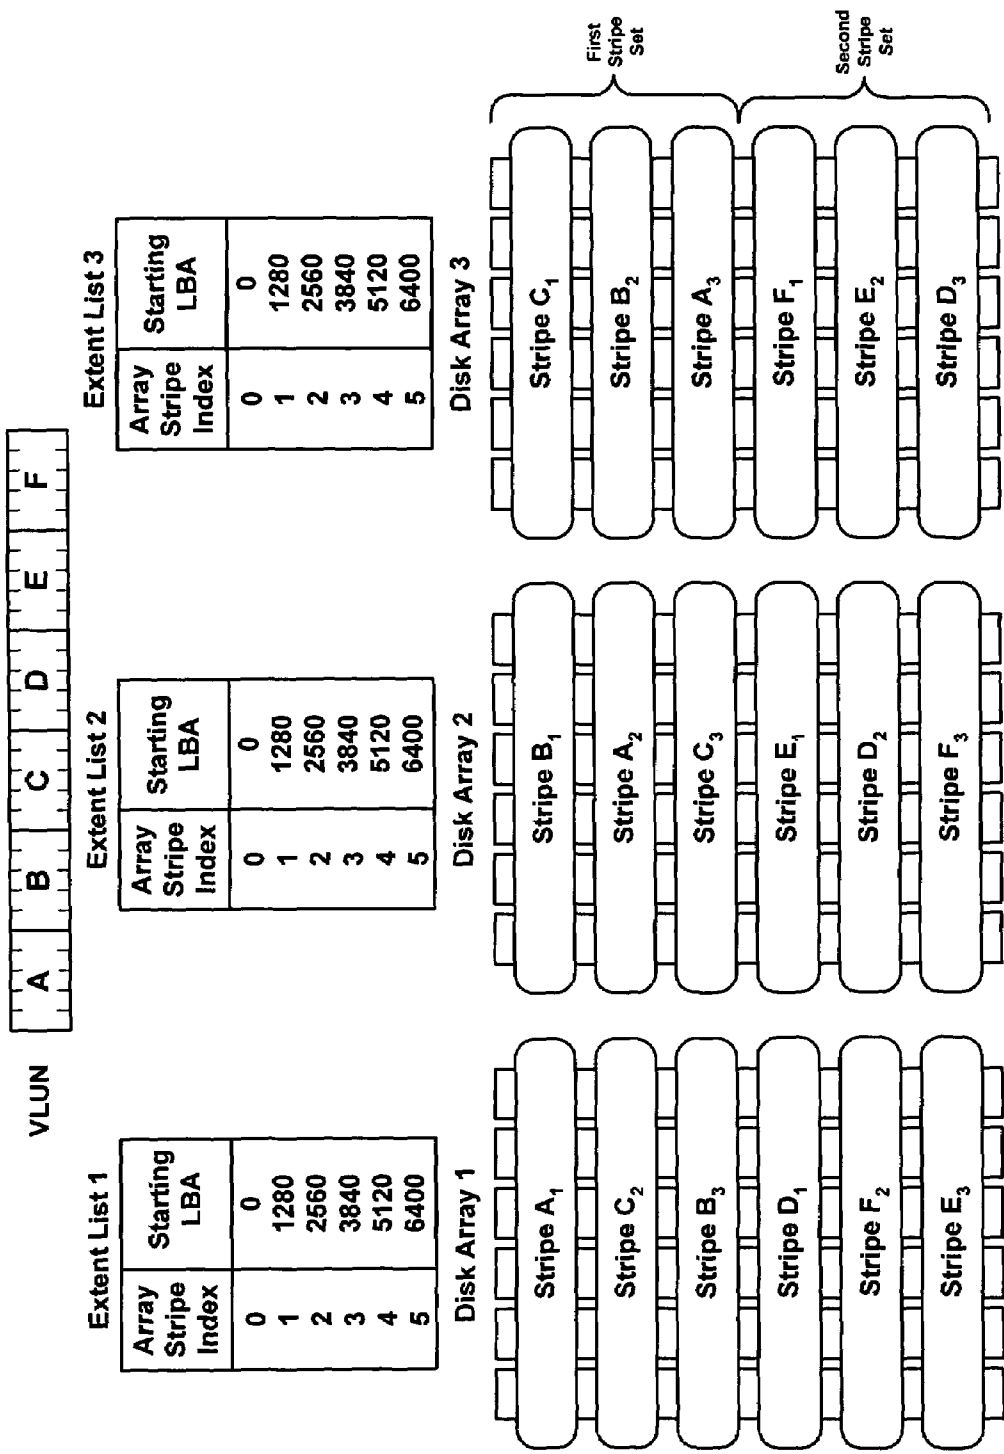 VLUN
A B C D E F
Extent List 1
Array Stripe Index
Starting LBA
0 0
1 1280
2 2560
3 3840
4 5120
5 6400
Extent List 2
Array Stripe Index
Starting LBA
0 0
1 1280
2 2560
3 3840
4 5120
5 6400
Extent List 3
Array Stripe Index
Starting LBA
0 0
1 1280
2 2560
3 3840
4 5120
5 6400
Disk Array 1
Stripe A1
Stripe C2
Stripe B3
Stripe D1
Stripe F2
Stripe E3
Disk Array 2
Stripe B1
Stripe A2
Stripe C3
Stripe E1
Stripe D2
Stripe F3
Disk Array 3
Stripe C1
Stripe B2
Stripe A3
Stripe F1
Stripe E2
Stripe D3
First
Stripe
Set
Second
Stripe
Set